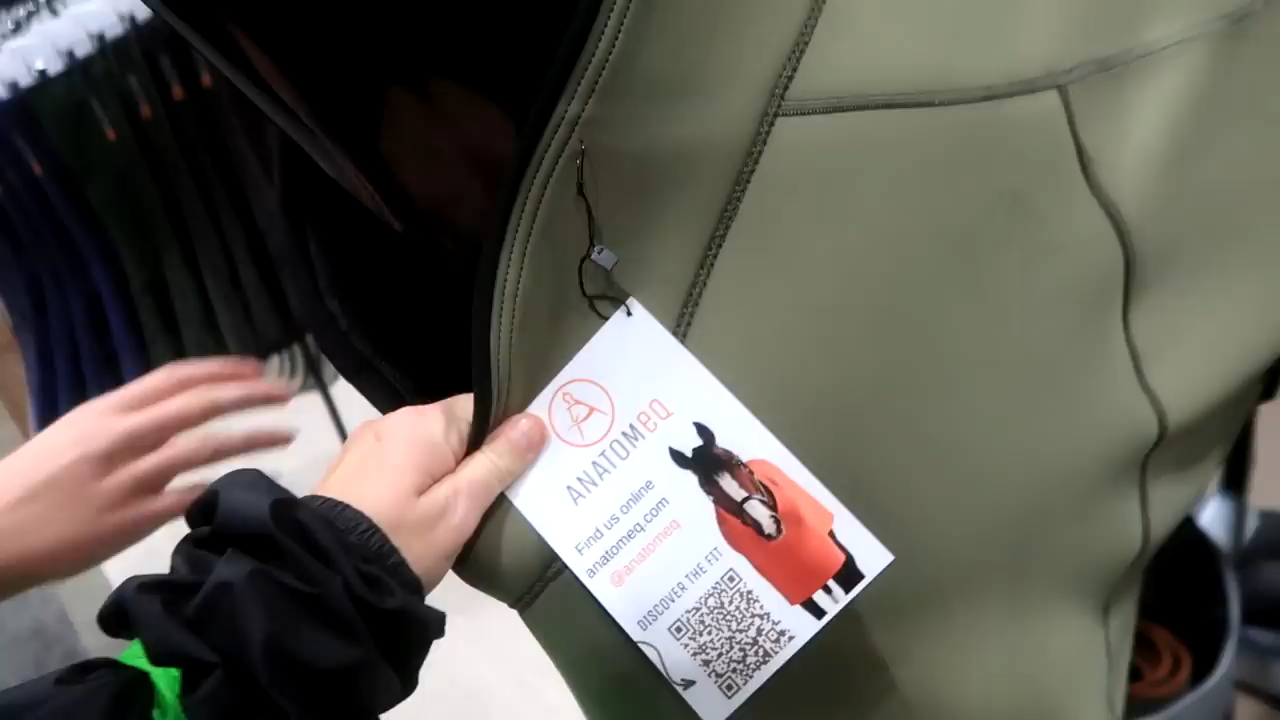 ANATOMEQ
Find us online
anatomeq.com
@anatomeq
DISCOVER THE FIT